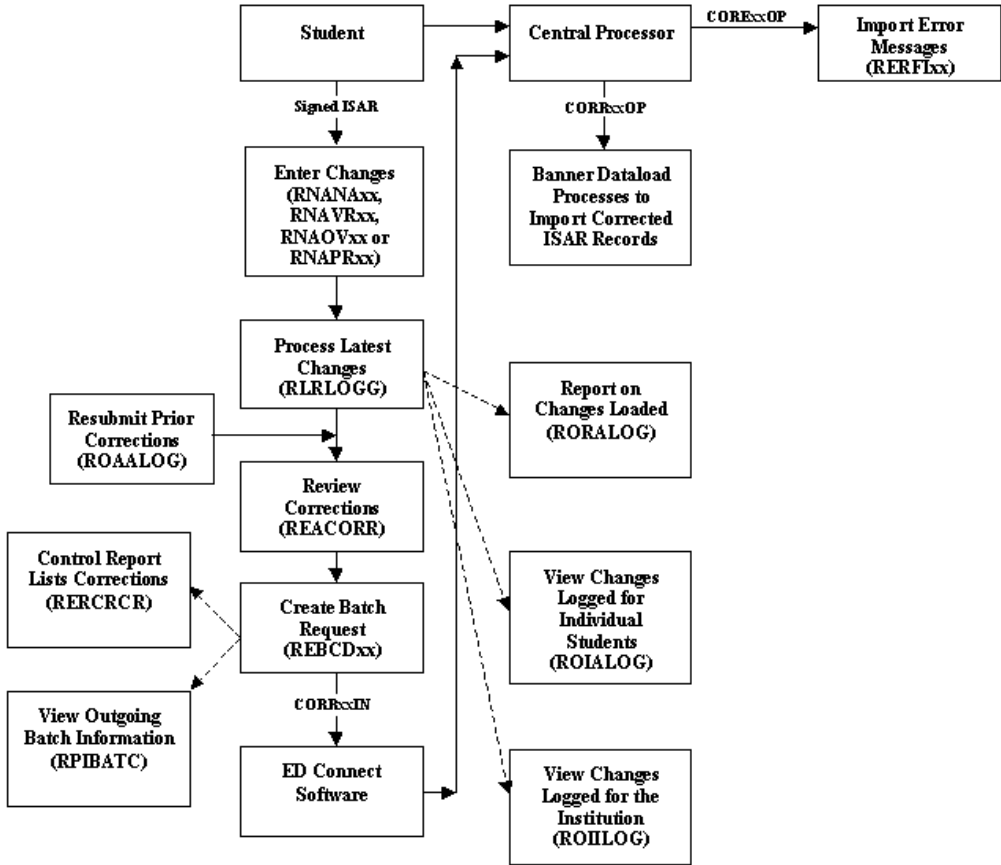 Student
Central Processor
CORExxOP
Import Error
Messages
(RERFIxx)
Signed ISAR
CORRxxOP
Enter Changes
(RNANAxx,
RNAVRxx,
RNAOVxx or
RNAPRxx)
Banner Dataload
Processes to
Import Corrected
ISAR Records
Process Latest
Changes
(RLRLOGG)
Report on
Changes Loaded
(RORALOG)
Resubmit Prior
Corrections
(ROAALOG)
Review
Corrections
(REACORR)
Control Report
Lists Corrections
(RERCRCR)
Create Batch
Request
(REBCDxx)
View Changes
Logged for
Individual
Students
(ROIALOG)
CORRxxIN
View Outgoing
Batch Information
(RPIBATC)
ED Connect
Software
View Changes
Logged for the
Institution
(ROIILOG)